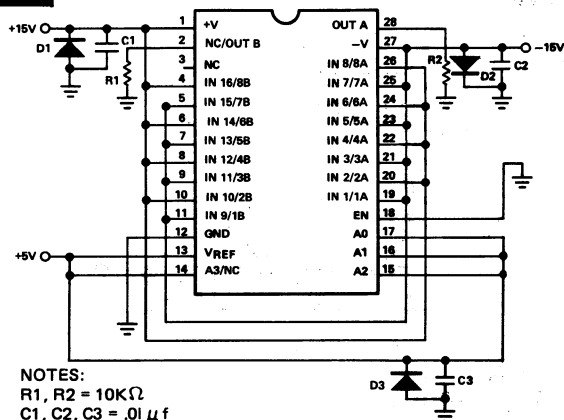 +15V
D1
C1
R1
1 +V
2 NC/OUT B
3 NC
4 IN 16/8B
5 IN 15/7B
6 IN 14/6B
7 IN 13/5B
8 IN 12/4B
9 IN 11/3B
10 IN 10/2B
11 IN 9/1B
12 GND
13 VREF
14 A3/NC
+5V
OUT A 28
−V 27
IN 8/8A 26
IN 7/7A 25
IN 6/6A 24
IN 5/5A 23
IN 4/4A 22
IN 3/3A 21
IN 2/2A 20
IN 1/1A 19
EN 18
A0 17
A1 16
A2 15
R2
D2
C2
−15V
D3
C3
NOTES:
R1, R2 = 10KΩ
C1, C2, C3 = .01 μf